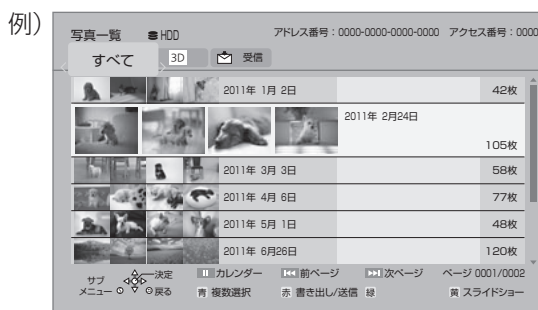 例）
写真一覧 HDD アドレス番号：0000-0000-0000-0000 アクセス番号：0000
すべて 3D 受信
2011年 1月 2日 42枚
2011年 2月24日
105枚
2011年 3月 3日 58枚
2011年 4月 6日 77枚
2011年 5月 1日 48枚
2011年 6月26日 120枚
サブメニュー 決定 戻る カレンダー 前ページ 次ページ ページ 0001/0002
青 複数選択 赤 書き出し/送信 緑 黄 スライドショー